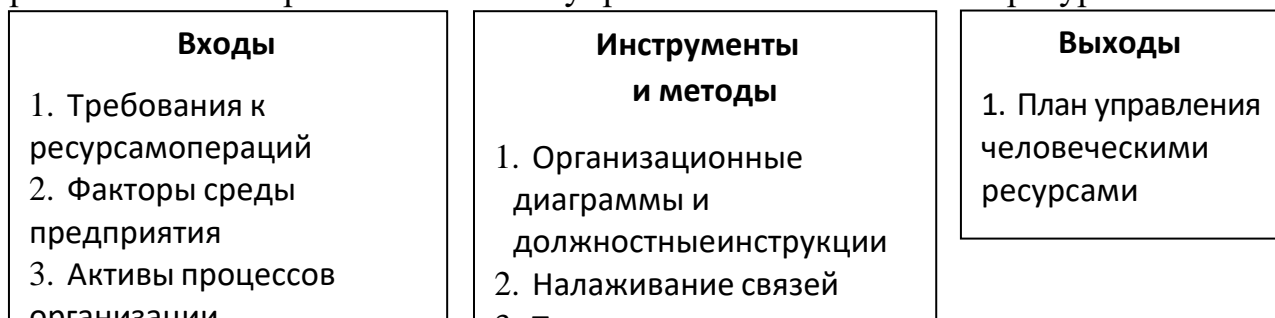 Входы
1. Требования к
ресурсамопераций
2. Факторы среды
предприятия
3. Активы процессов
организации
Инструменты
и методы
1. Организационные
диаграммы и
должностныеинструкции
2. Налаживание связей
Выходы
1. План управления
человеческими
ресурсами